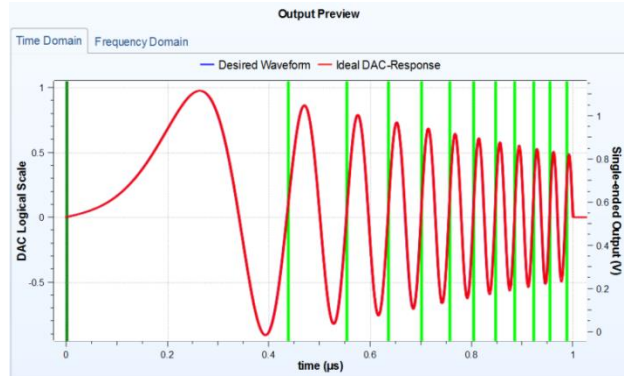 Output Preview
Time Domain Frequency Domain
Desired Waveform Ideal DAC-Response
1
0.5
0
-0.5
DAC Logical Scale
1
0.8
0.6
0.4
0.2
0
Single-ended Output (V)
0 0.2 0.4 0.6 0.8 1
time (µs)